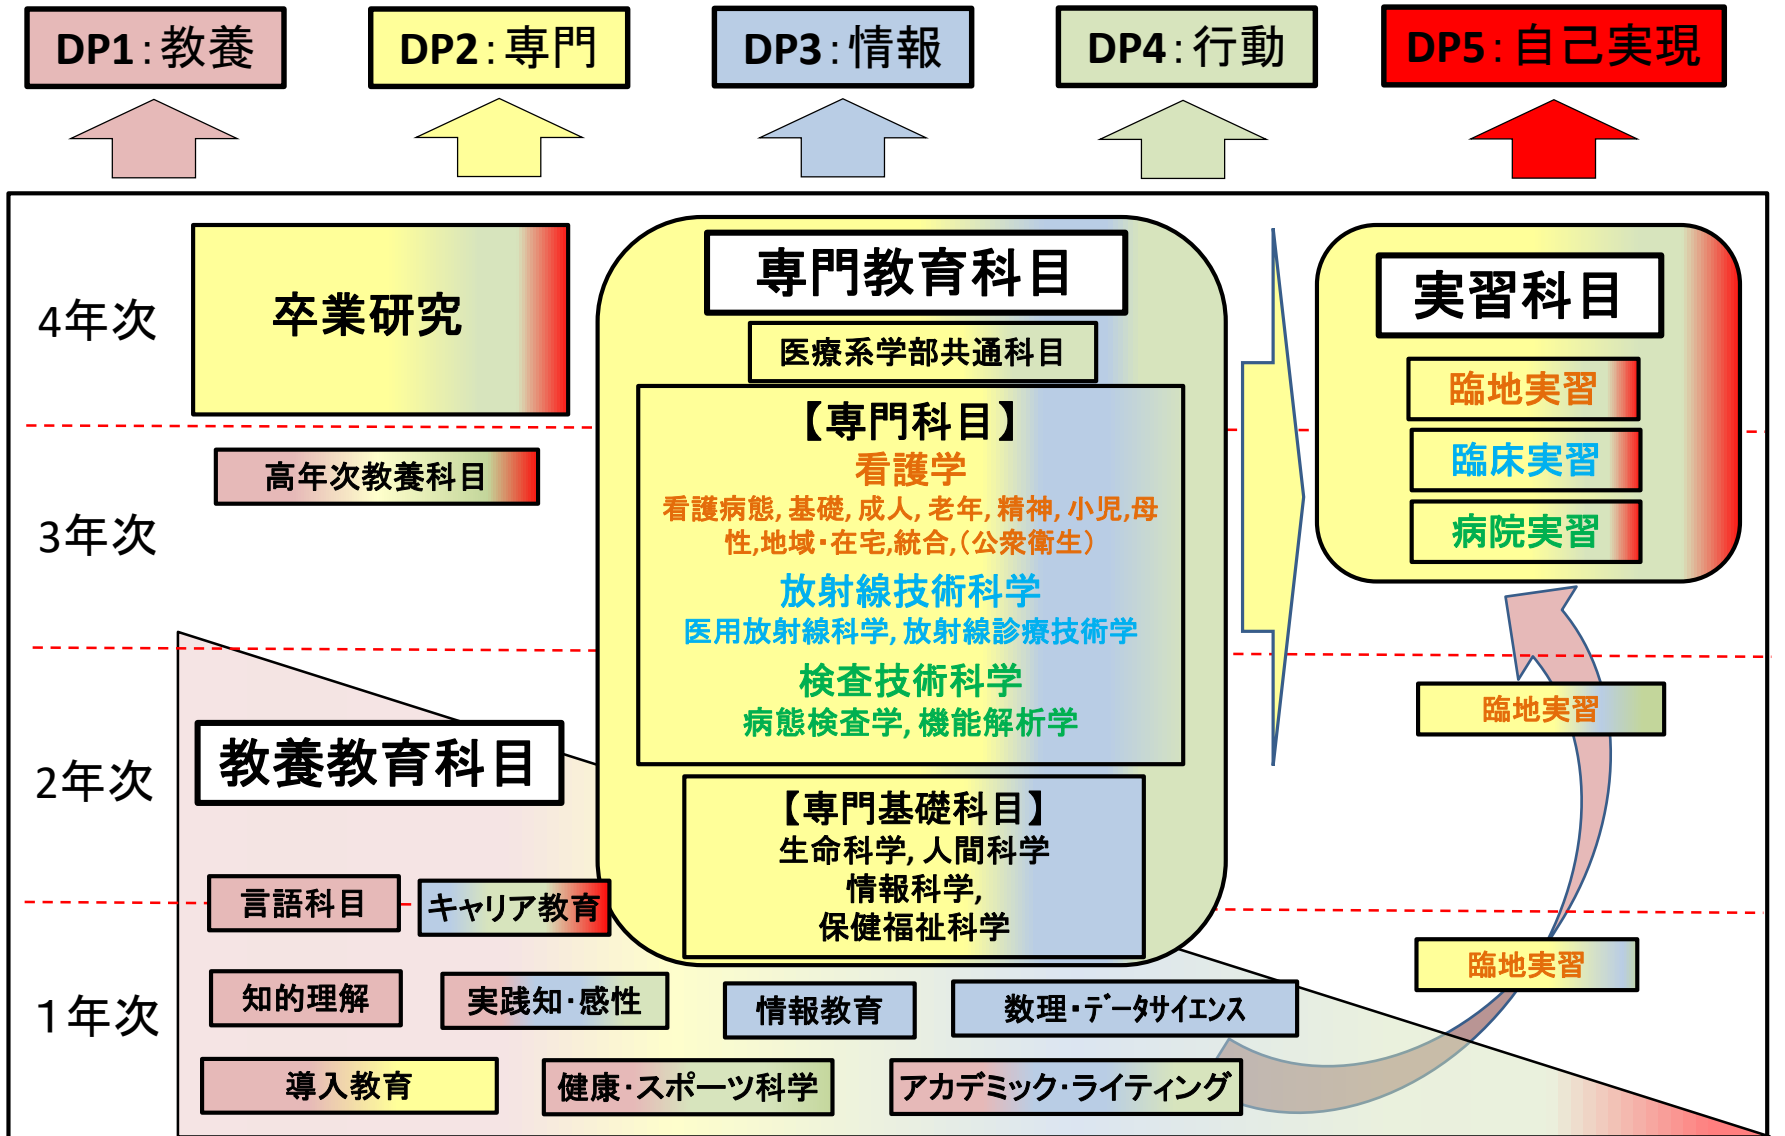 DP1：教養
DP2：専門
DP3：情報
DP4：行動
DP5：自己実現
4年次
卒業研究
専門教育科目
医療系学部共通科目
【専門科目】
看護学
看護病態, 基礎, 成人, 老年, 精神, 小児,母
性,地域・在宅,統合,（公衆衛生）
放射線技術科学
医用放射線科学, 放射線診療技術学
検査技術科学
病態検査学, 機能解析学
【専門基礎科目】
生命科学, 人間科学
情報科学,
保健福祉科学
実習科目
臨地実習
臨床実習
病院実習
3年次
高年次教養科目
2年次
教養教育科目
臨地実習
言語科目
キャリア教育
1年次
知的理解
実践知・感性
情報教育
数理・データサイエンス
臨地実習
導入教育
健康・スポーツ科学
アカデミック・ライティング